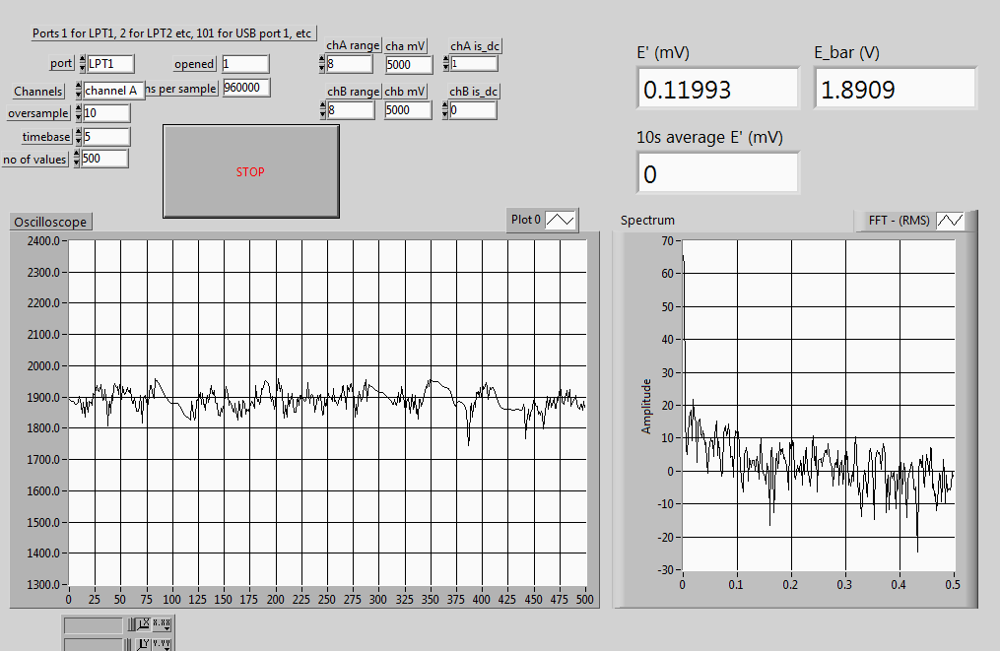 Ports 1 for LPT1, 2 for LPT2 etc, 101 for USB port 1, etc
port LPT1 opened 1
Channels channel A ns per sample 960000
oversample 10
timebase 5
no of values 500
chA range cha mV chA is_dc
8 5000 1
chB range chb mV chB is_dc
8 5000 0
STOP
E' (mV) E_bar (V)
0.11993 1.8909
10s average E' (mV)
0
Oscilloscope Plot 0
2400.0
2300.0
2200.0
2100.0
2000.0
1900.0
1800.0
1700.0
1600.0
1500.0
1400.0
1300.0
0 25 50 75 100 125 150 175 200 225 250 275 300 325 350 375 400 425 450 475 500
Spectrum FFT - (RMS)
Amplitude
70
60
50
40
30
20
10
0
-10
-20
-30
0 0.1 0.2 0.3 0.4 0.5
X X.XX
Y Y.YY